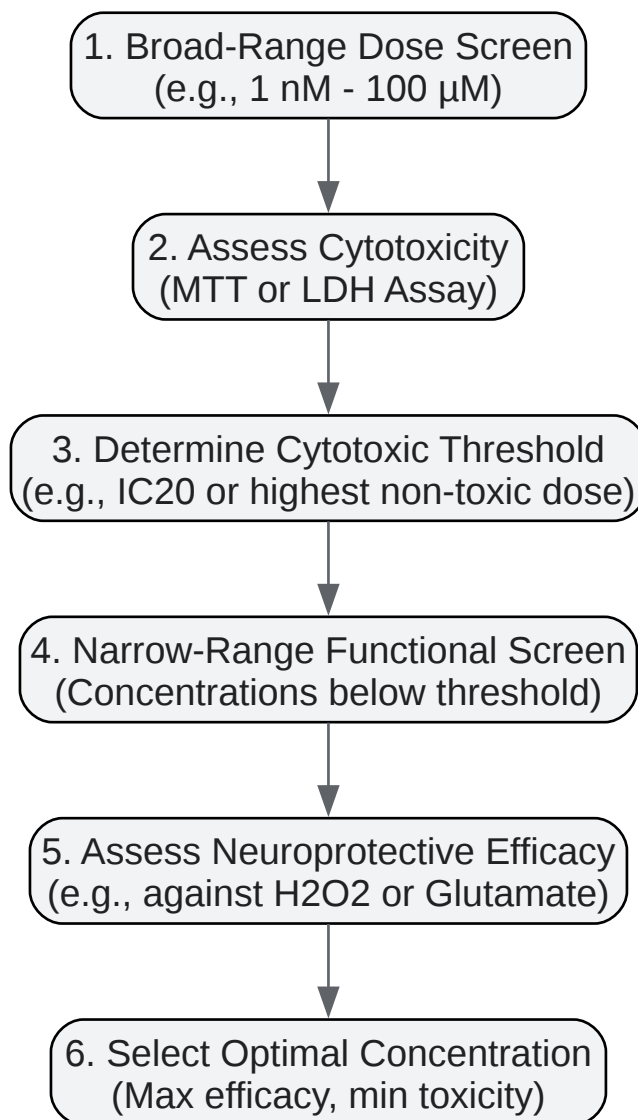 1. Broad-Range Dose Screen
(e.g., 1 nM - 100 µM)
2. Assess Cytotoxicity
(MTT or LDH Assay)
3. Determine Cytotoxic Threshold
(e.g., IC20 or highest non-toxic dose)
4. Narrow-Range Functional Screen
(Concentrations below threshold)
5. Assess Neuroprotective Efficacy
(e.g., against H2O2 or Glutamate)
6. Select Optimal Concentration
(Max efficacy, min toxicity)